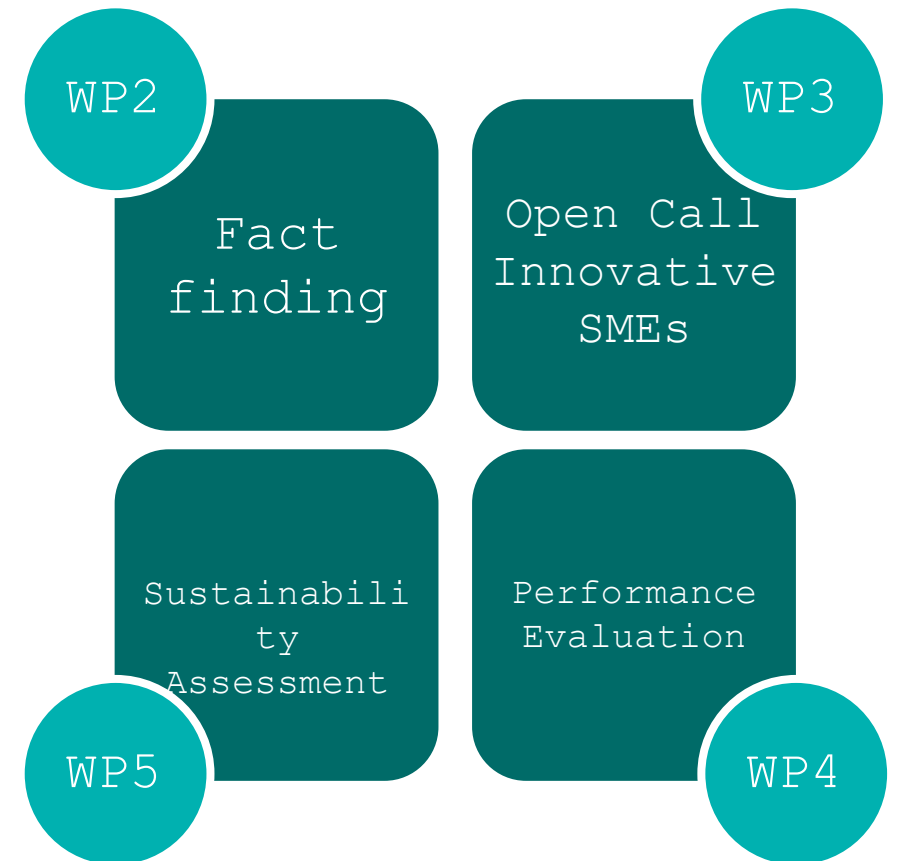 WP2
WP3
Fact
finding
Open Call
Innovative
SMEs
Sustainabili
ty
Assessment
Performance
Evaluation
WP5
WP4